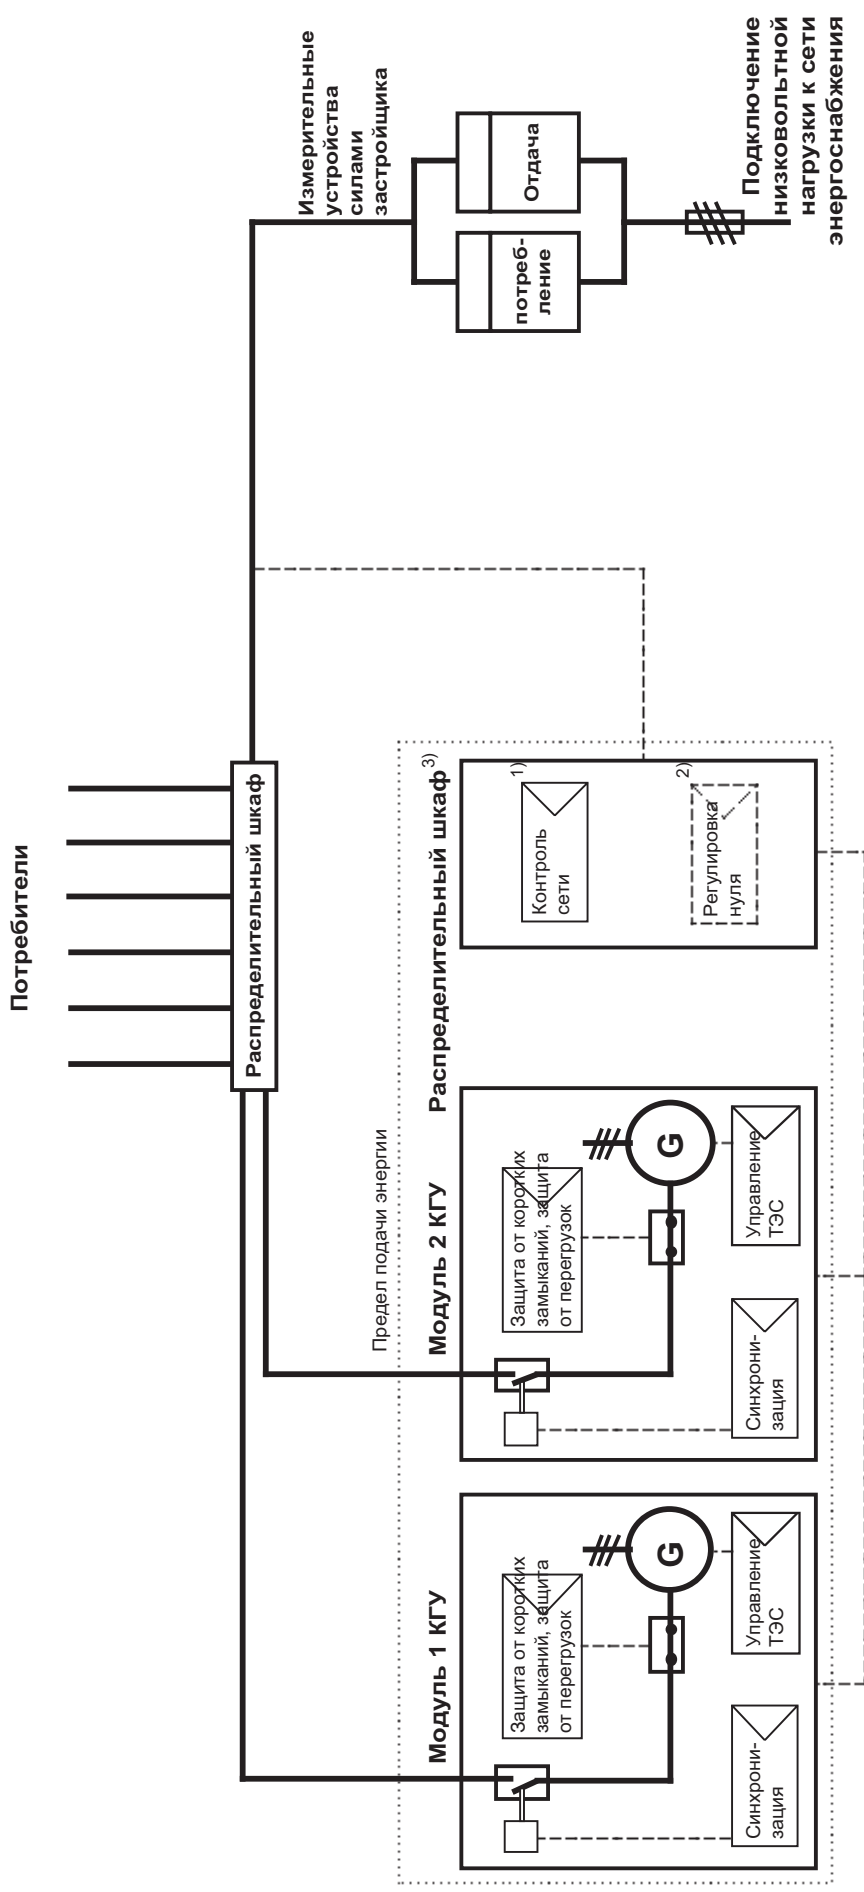 Потребители
Распределительный шкаф
Измерительные
устройства
силами
застройщика
потреб-
ление
Отдача
Подключение
низковольтной
нагрузки к сети
энергоснабжения
Предел подачи энергии
Модуль 1 КГУ
Защита от коротких
замыканий, защита
от перегрузок
G
Управление
ТЭС
Синхрони-
зация
Модуль 2 КГУ
Защита от коротких
замыканий, защита
от перегрузок
G
Управление
ТЭС
Синхрони-
зация
Распределительный шкаф 3)
Контроль
сети
1)
Регулировка
нуля
2)